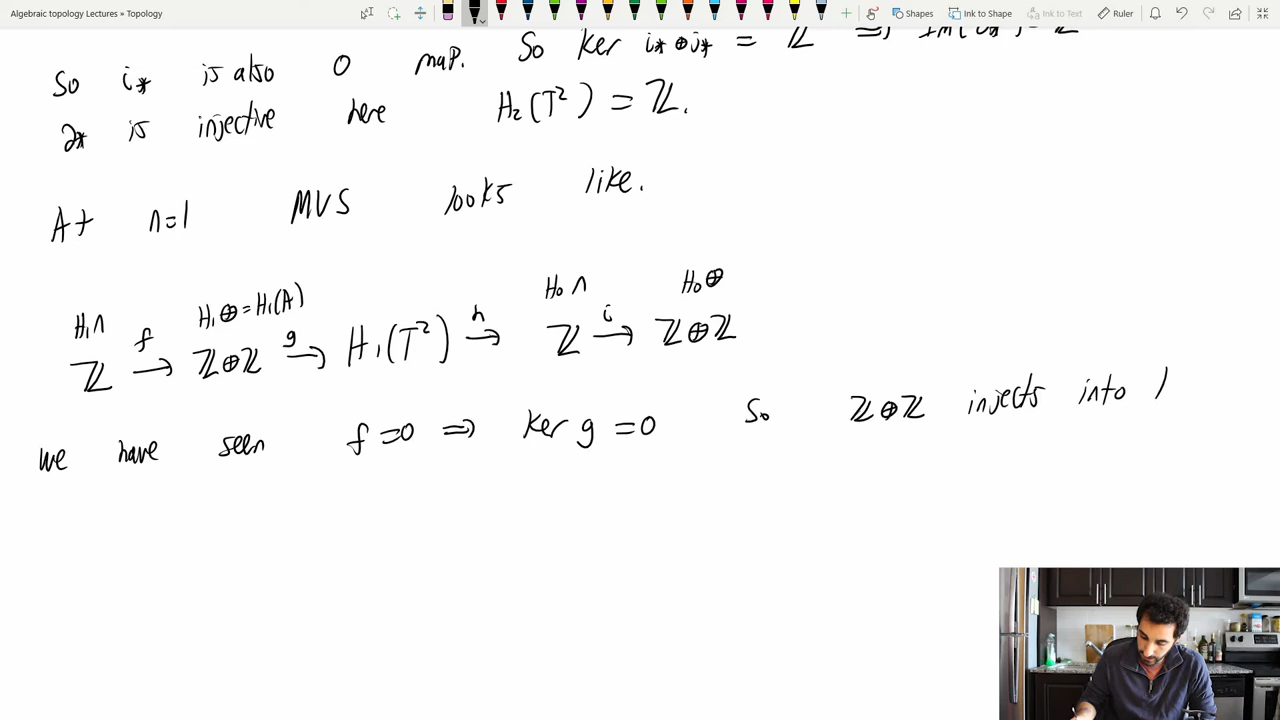 Algebraic topology Lectures » Topology
Shapes Ink to Shape Ink to Text Ruler
So i* is also 0 map. So Ker i*⊕j* = ℤ ⇒ Im(∂*) = ℤ
∂* is injective here H₂(T²) = ℤ.
At n=1 MVS looks like.
H₁∩ H₁⊕=H₁(A) H₀∩ H₀⊕
ℤ f→ ℤ⊕ℤ g→ H₁(T²) h→ ℤ i→ ℤ⊕ℤ
we have seen f=0 ⇒ ker g =0 So ℤ⊕ℤ injects into